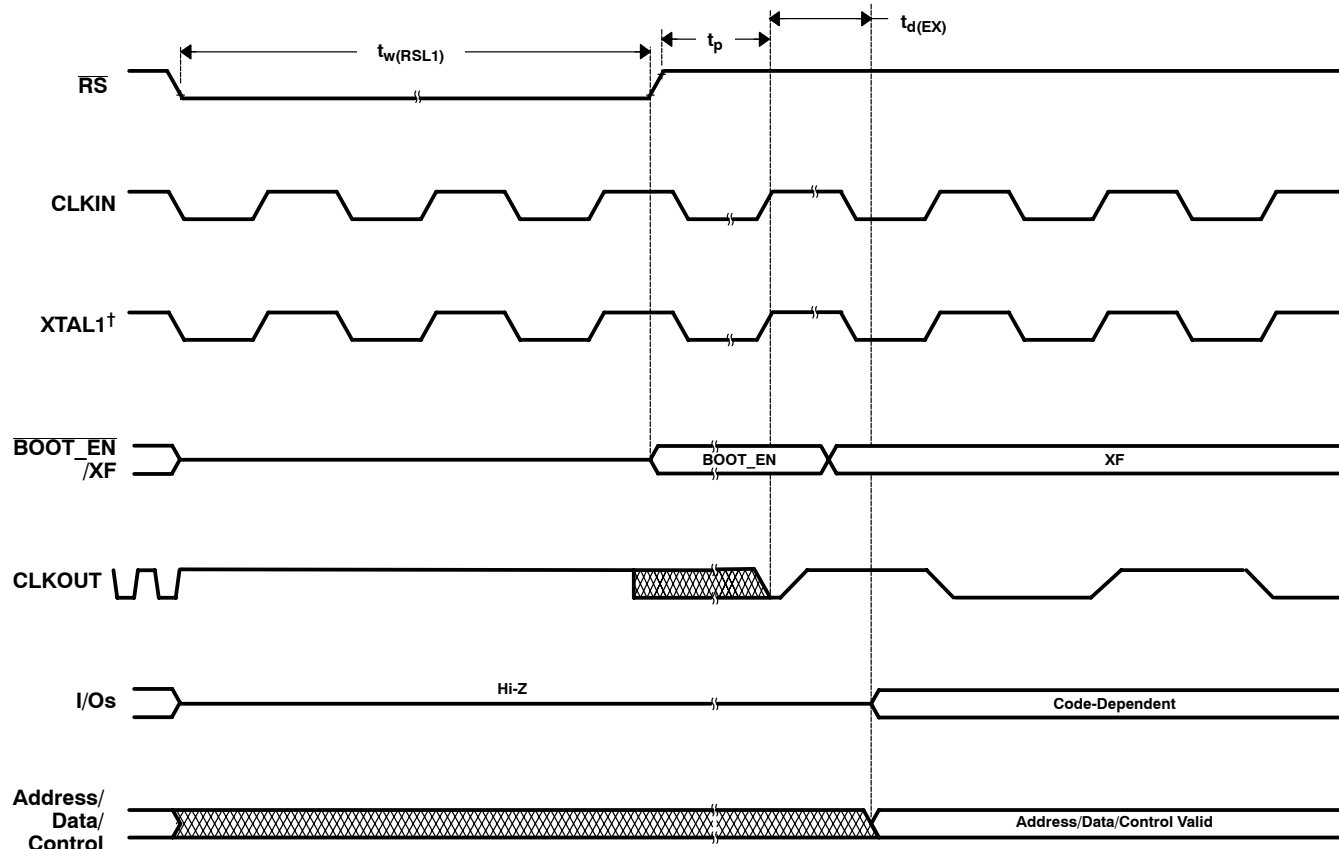 tw(RSL1)
tp
td(EX)
RS
CLKIN
XTAL1†
BOOT_EN
/XF
BOOT_EN
XF
CLKOUT
I/Os
Hi-Z
Code-Dependent
Address/
Data/
Control
Address/Data/Control Valid